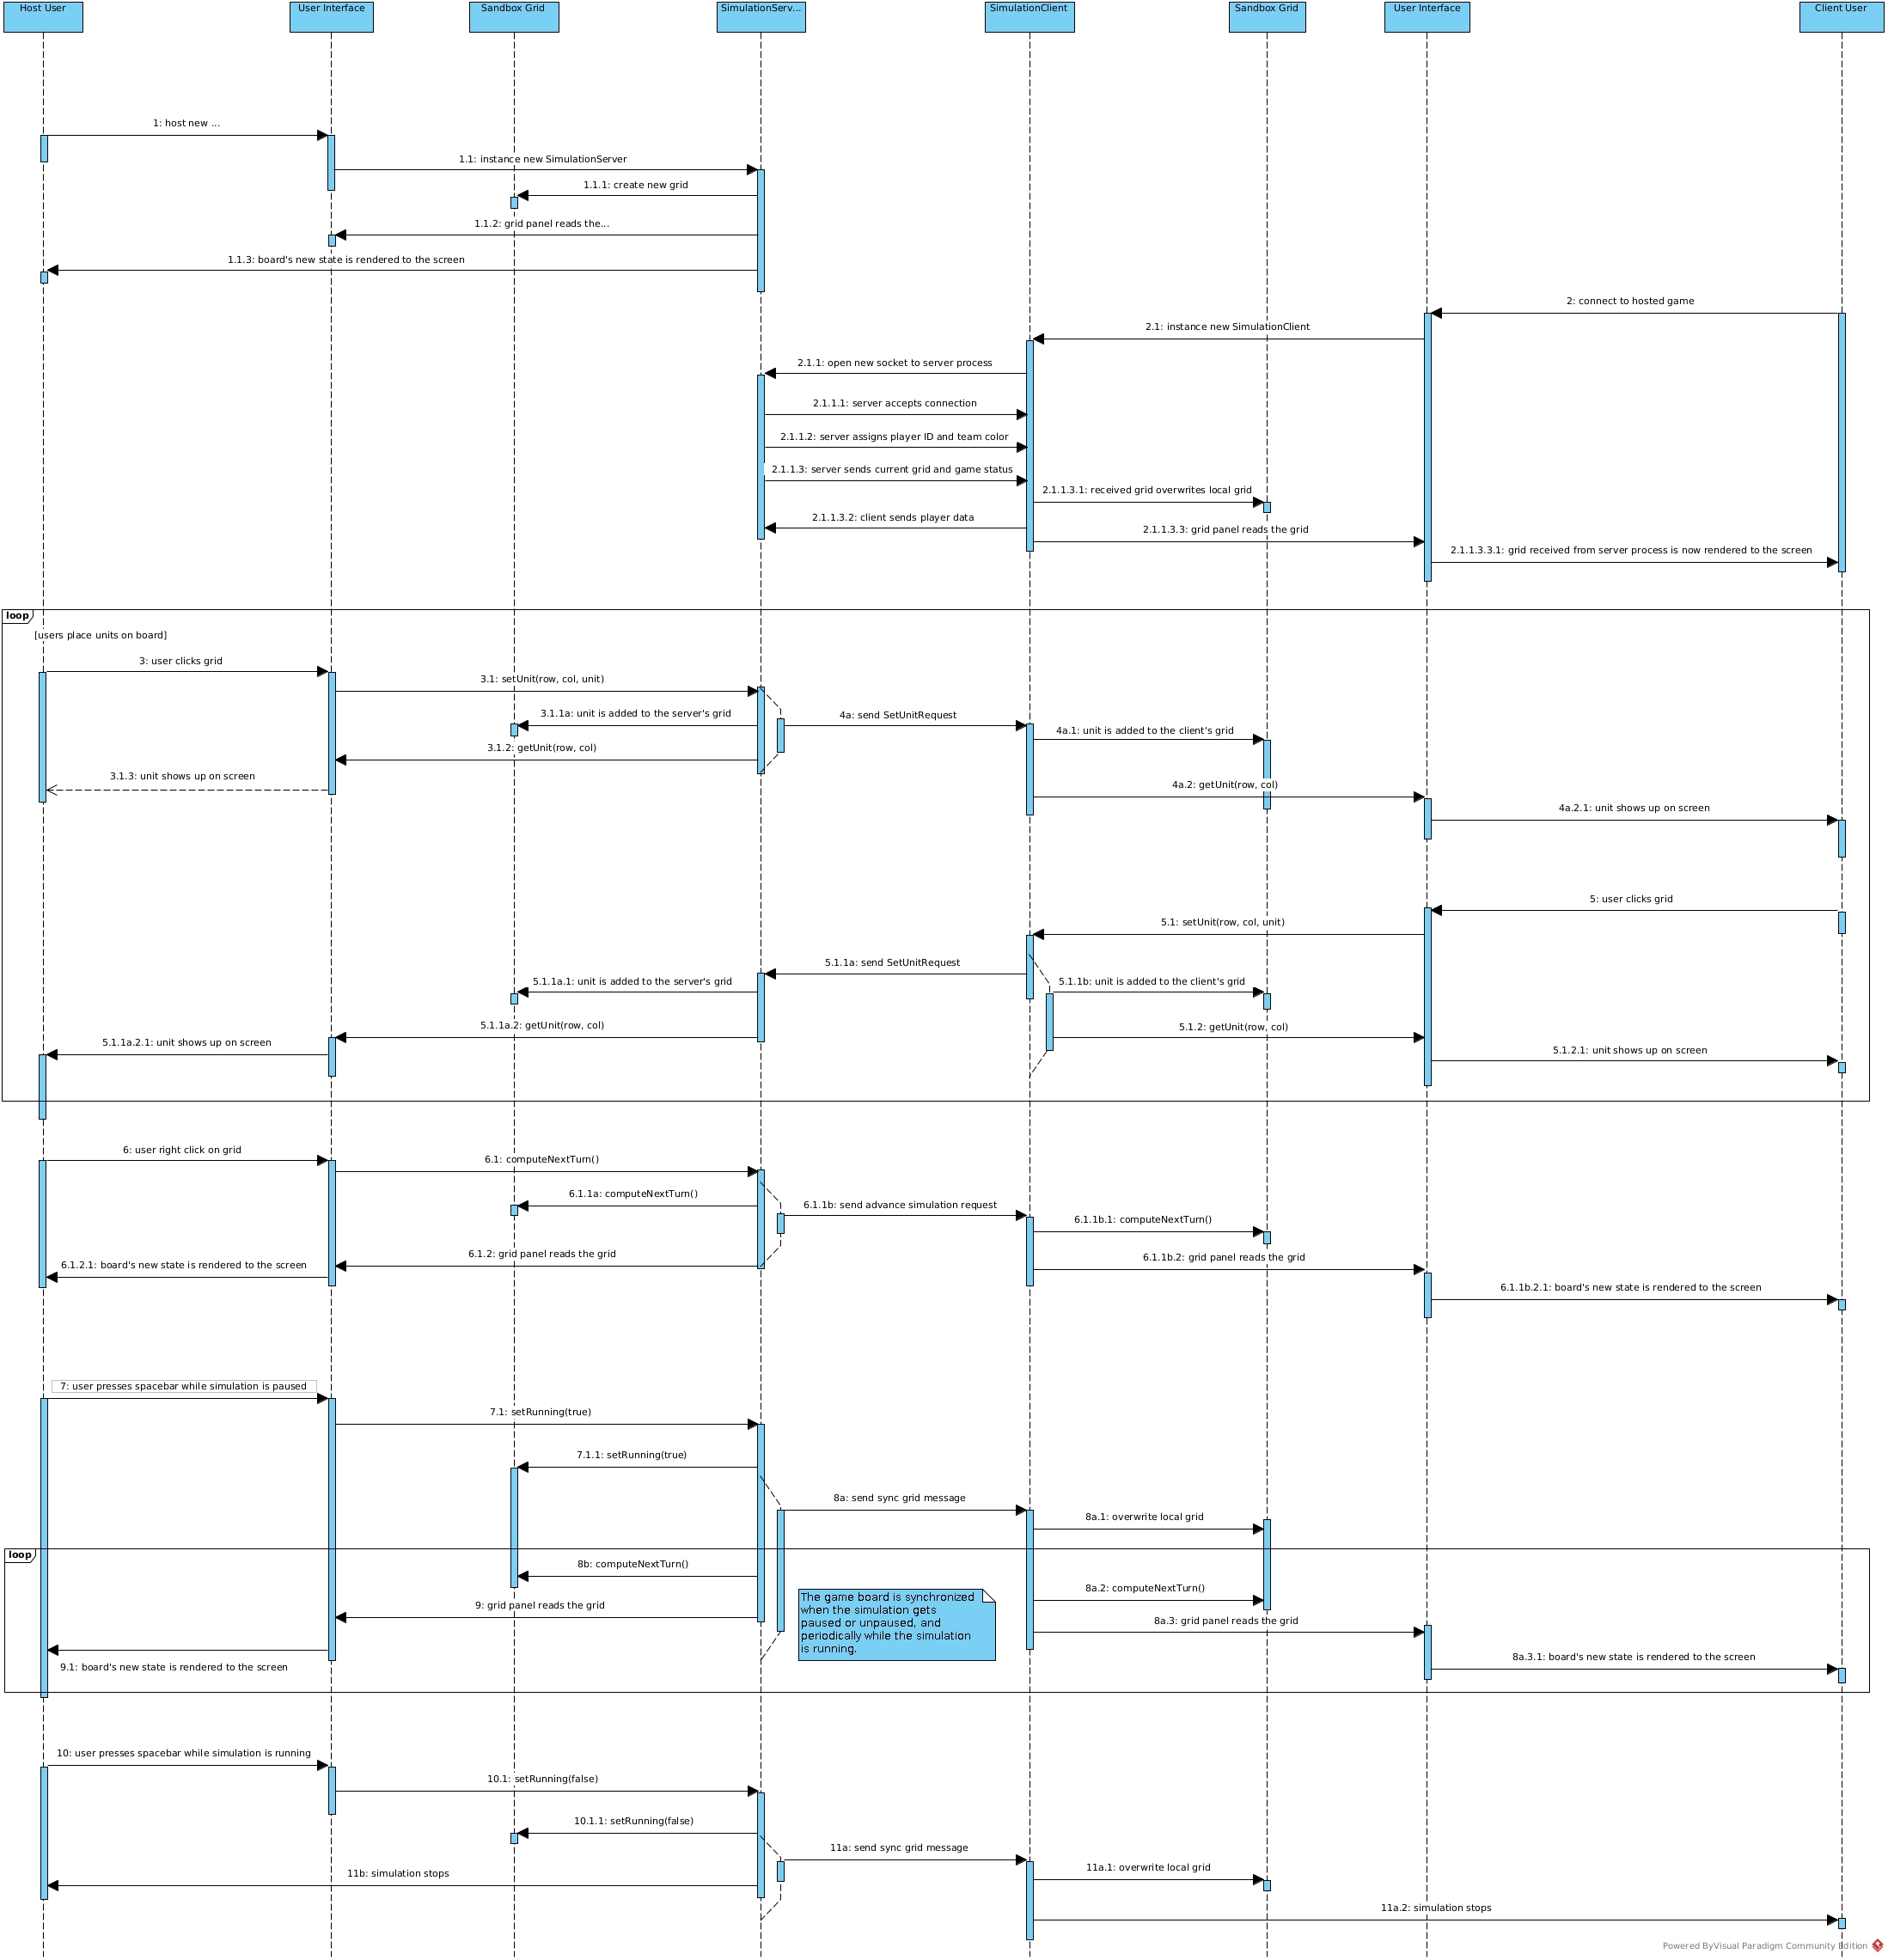 Host User
User Interface
Sandbox Grid
SimulationServ...
SimulationClient
Sandbox Grid
User Interface
Client User
1: host new ...
1.1: instance new SimulationServer
1.1.1: create new grid
1.1.2: grid panel reads the...
1.1.3: board's new state is rendered to the screen
2: connect to hosted game
2.1: instance new SimulationClient
2.1.1: open new socket to server process
2.1.1.1: server accepts connection
2.1.1.2: server assigns player ID and team color
2.1.1.3: server sends current grid and game status
2.1.1.3.1: received grid overwrites local grid
2.1.1.3.2: client sends player data
2.1.1.3.3: grid panel reads the grid
2.1.1.3.3.1: grid received from server process is now rendered to the screen
loop
[users place units on board]
3: user clicks grid
3.1: setUnit(row, col, unit)
3.1.1a: unit is added to the server's grid
4a: send SetUnitRequest
4a.1: unit is added to the client's grid
3.1.2: getUnit(row, col)
3.1.3: unit shows up on screen
4a.2: getUnit(row, col)
4a.2.1: unit shows up on screen
5: user clicks grid
5.1: setUnit(row, col, unit)
5.1.1a: send SetUnitRequest
5.1.1a.1: unit is added to the server's grid
5.1.1b: unit is added to the client's grid
5.1.1a.2: getUnit(row, col)
5.1.2: getUnit(row, col)
5.1.1a.2.1: unit shows up on screen
5.1.2.1: unit shows up on screen
6: user right click on grid
6.1: computeNextTurn()
6.1.1a: computeNextTurn()
6.1.1b: send advance simulation request
6.1.1b.1: computeNextTurn()
6.1.2: grid panel reads the grid
6.1.1b.2: grid panel reads the grid
6.1.2.1: board's new state is rendered to the screen
6.1.1b.2.1: board's new state is rendered to the screen
7: user presses spacebar while simulation is paused
7.1: setRunning(true)
7.1.1: setRunning(true)
8a: send sync grid message
8a.1: overwrite local grid
loop
8b: computeNextTurn()
8a.2: computeNextTurn()
The game board is synchronized
when the simulation gets
paused or unpaused, and
periodically while the simulation
is running.
9: grid panel reads the grid
8a.3: grid panel reads the grid
9.1: board's new state is rendered to the screen
8a.3.1: board's new state is rendered to the screen
10: user presses spacebar while simulation is running
10.1: setRunning(false)
10.1.1: setRunning(false)
11a: send sync grid message
11a.1: overwrite local grid
11b: simulation stops
11a.2: simulation stops
Powered ByVisual Paradigm Community Edition